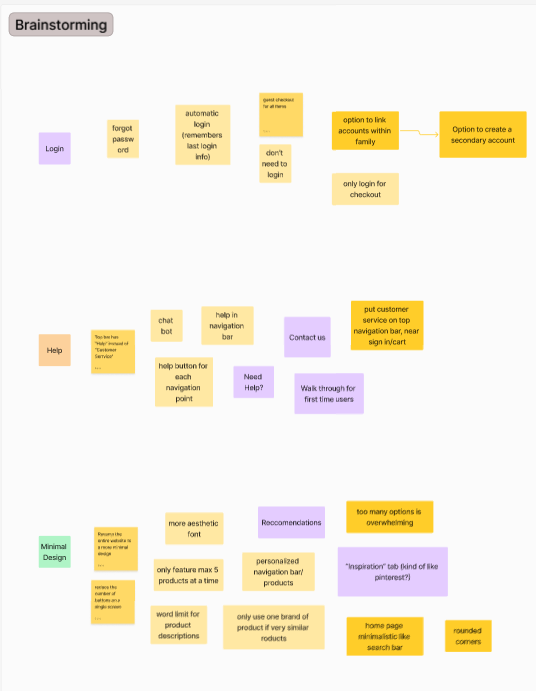 Brainstorming
Login
forgot
passw
ord
automatic
login
(remembers
last login
info)
guest checkout
for all items
...
don't
need to
login
option to link
accounts within
family
only login for
checkout
Option to create a
secondary account
Help
Top bar has
"Help" instead of
"Customer
Service"
...
chat
bot
help in
navigation
bar
help button for
each
navigation
point
Need
Help?
Contact us
Walk through for
first time users
put customer
service on top
navigation bar, near
sign in/cart
Minimal
Design
entire website in
a more minimal
design
...
number of
buttons on a
single screen
...
more aesthetic
font
only feature max 5
products at a time
word limit for
product
descriptions
Reccomendations
personalized
navigation bar/
products
only use one brand of
product if very similar
roducts
too many options is
overwhelming
"Inspiration" tab (kind of like
pinterest?)
home page
minimalistic like
search bar
rounded
corners